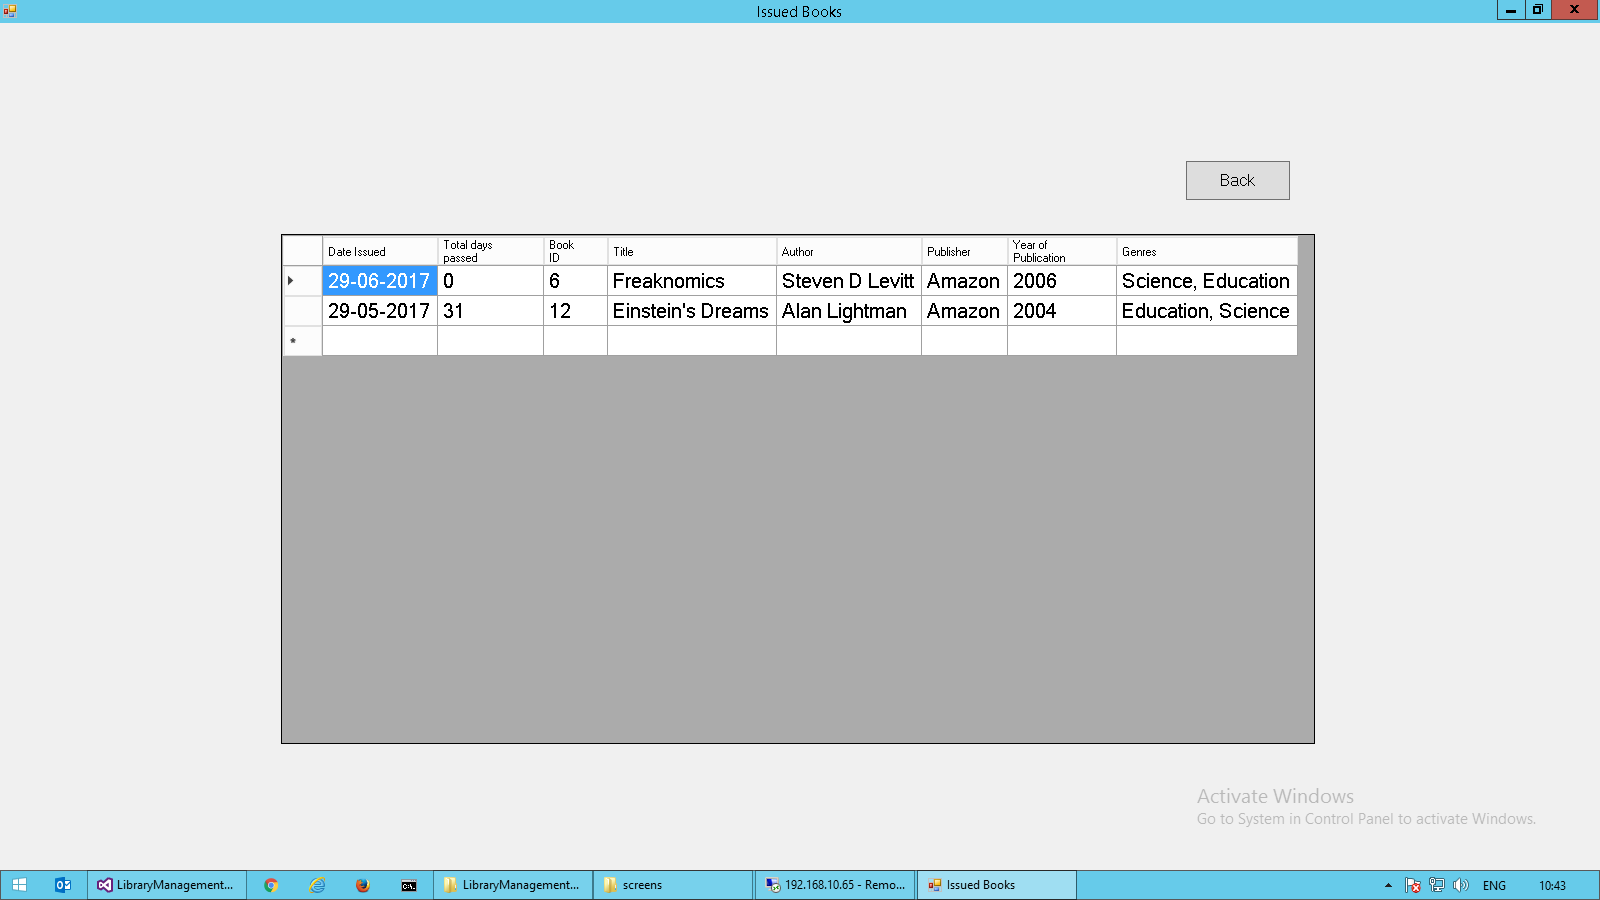 Issued Books
Back
Date Issued Total days passed Book ID Title Author Publisher Year of Publication Genres
29-06-2017 0 6 Freaknomics Steven D Levitt Amazon 2006 Science, Education
29-05-2017 31 12 Einstein's Dreams Alan Lightman Amazon 2004 Education, Science
*
Activate Windows
Go to System in Control Panel to activate Windows.
LibraryManagement... C:\ LibraryManagement... screens 192.168.10.65 - Remo... Issued Books ENG 10:43